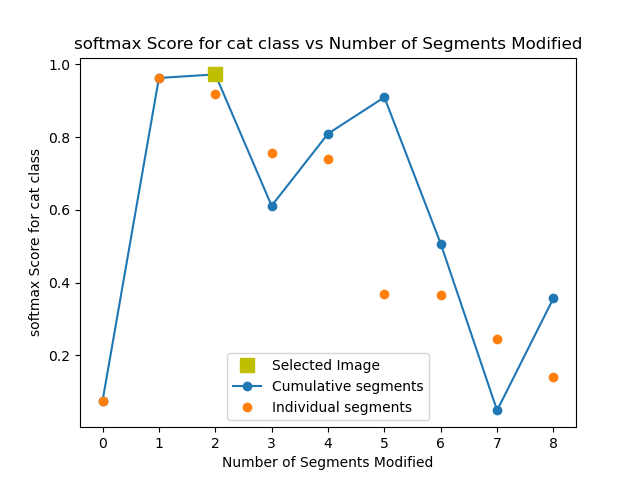 softmax Score for cat class vs Number of Segments Modified
1.0
0.8
0.6
0.4
0.2
softmax Score for cat class
Selected Image
Cumulative segments
Individual segments
0 1 2 3 4 5 6 7 8
Number of Segments Modified